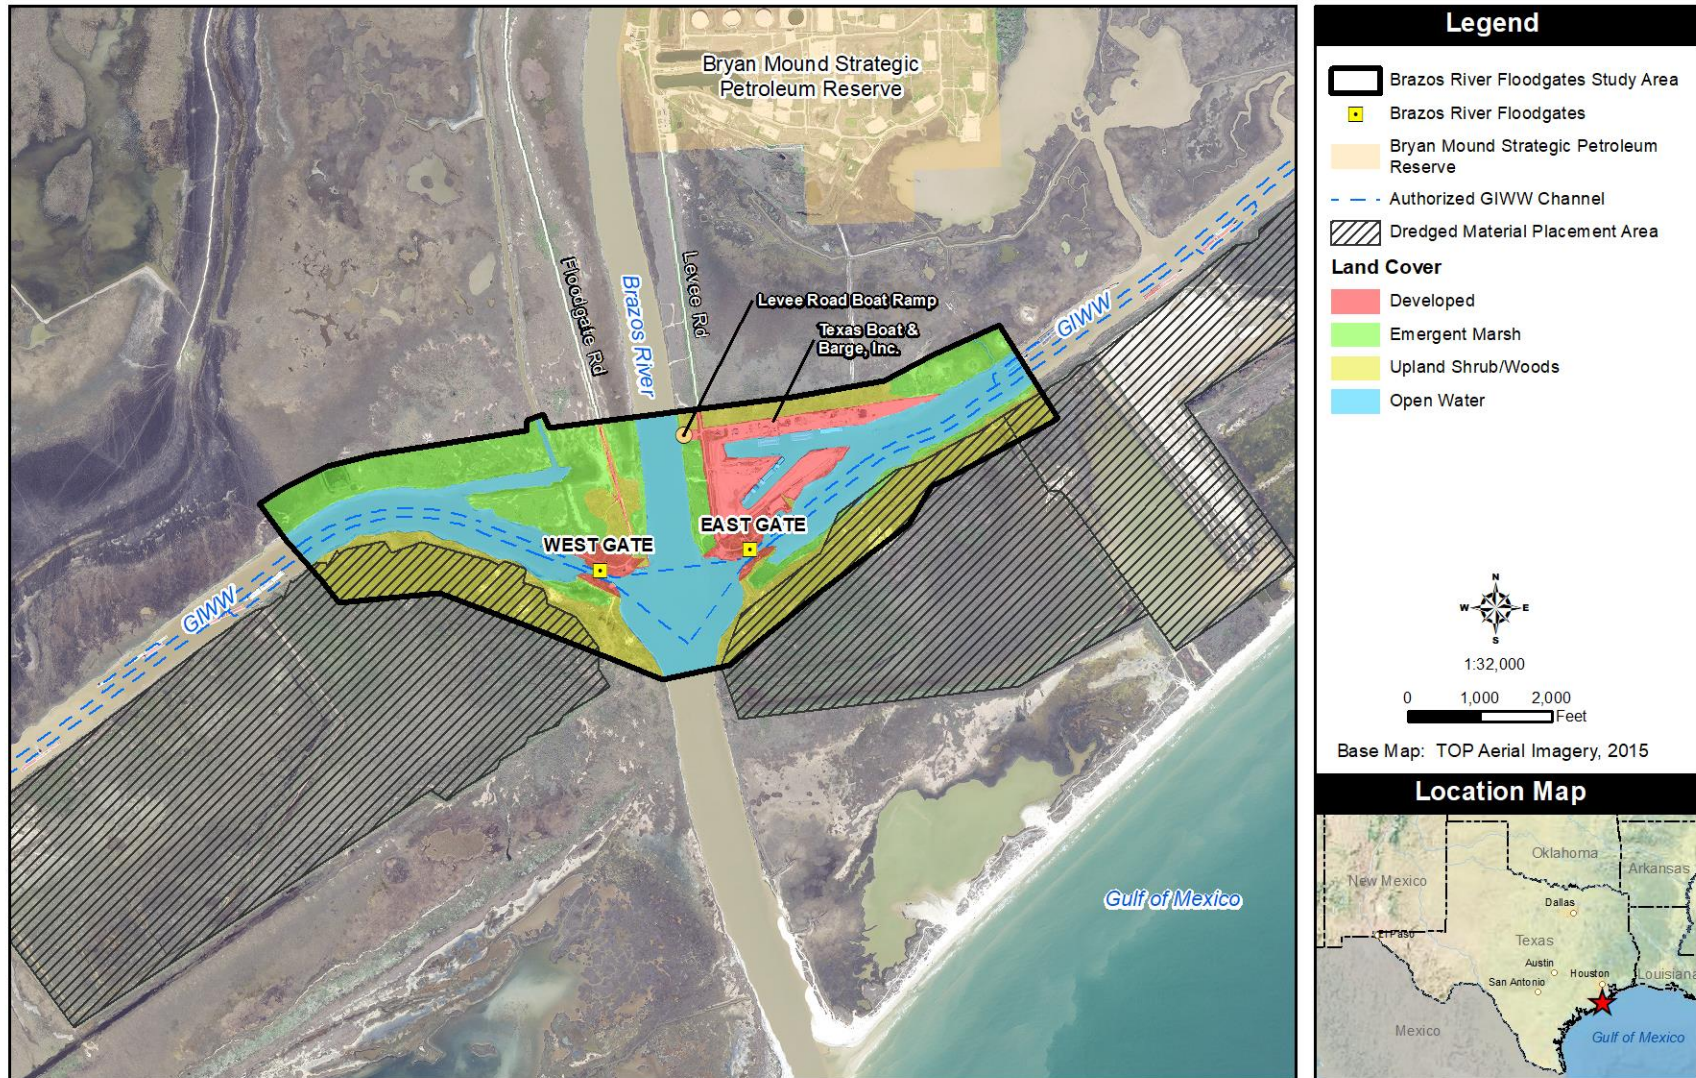 Bryan Mound Strategic
Petroleum Reserve
Floodgate Rd
Brazos River
Levee Rd
Levee Road Boat Ramp
Texas Boat &
Barge, Inc.
GIWW
EAST GATE
WEST GATE
GIWW
Gulf of Mexico
Legend
Brazos River Floodgates Study Area
Brazos River Floodgates
Bryan Mound Strategic Petroleum
Reserve
Authorized GIWW Channel
Dredged Material Placement Area
Land Cover
Developed
Emergent Marsh
Upland Shrub/Woods
Open Water
N
W E
S
1:32,000
0 1,000 2,000
Feet
Base Map: TOP Aerial Imagery, 2015
Location Map
Oklahoma
Arkansas
New Mexico
Dallas
El Paso
Texas
Austin
Houston
San Antonio
Louisiana
Mexico
Gulf of Mexico